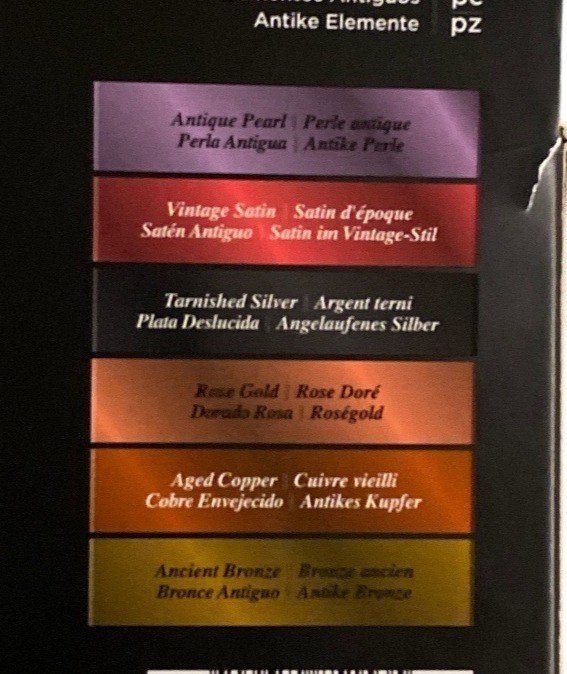 Antiguos
Antike Elemente
pz
Antique Pearl | Perle antique
Perla Antigua | Antike Perle
Vintage Satin | Satin d'époque
Satén Antiguo | Satin im Vintage-Stil
Tarnished Silver | Argent terni
Plata Deslucida | Angelaufenes Silber
Rose Gold | Rose Doré
Dorado Rosa | Roségold
Aged Copper | Cuivre vieilli
Cobre Envejecido | Antikes Kupfer
Ancient Bronze | Bronze ancien
Bronce Antiguo | Antike Bronze